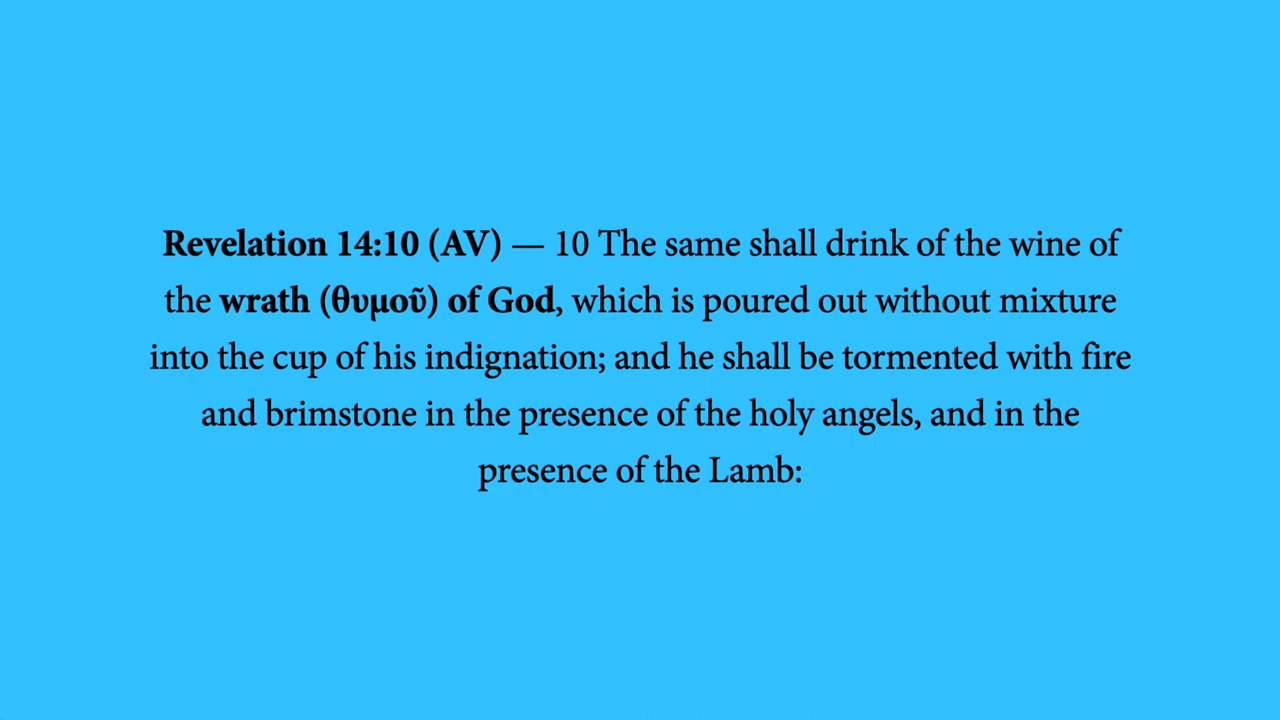 Revelation 14:10 (AV) — 10 The same shall drink of the wine of
the wrath (θυμοῦ) of God, which is poured out without mixture
into the cup of his indignation; and he shall be tormented with fire
and brimstone in the presence of the holy angels, and in the
presence of the Lamb: